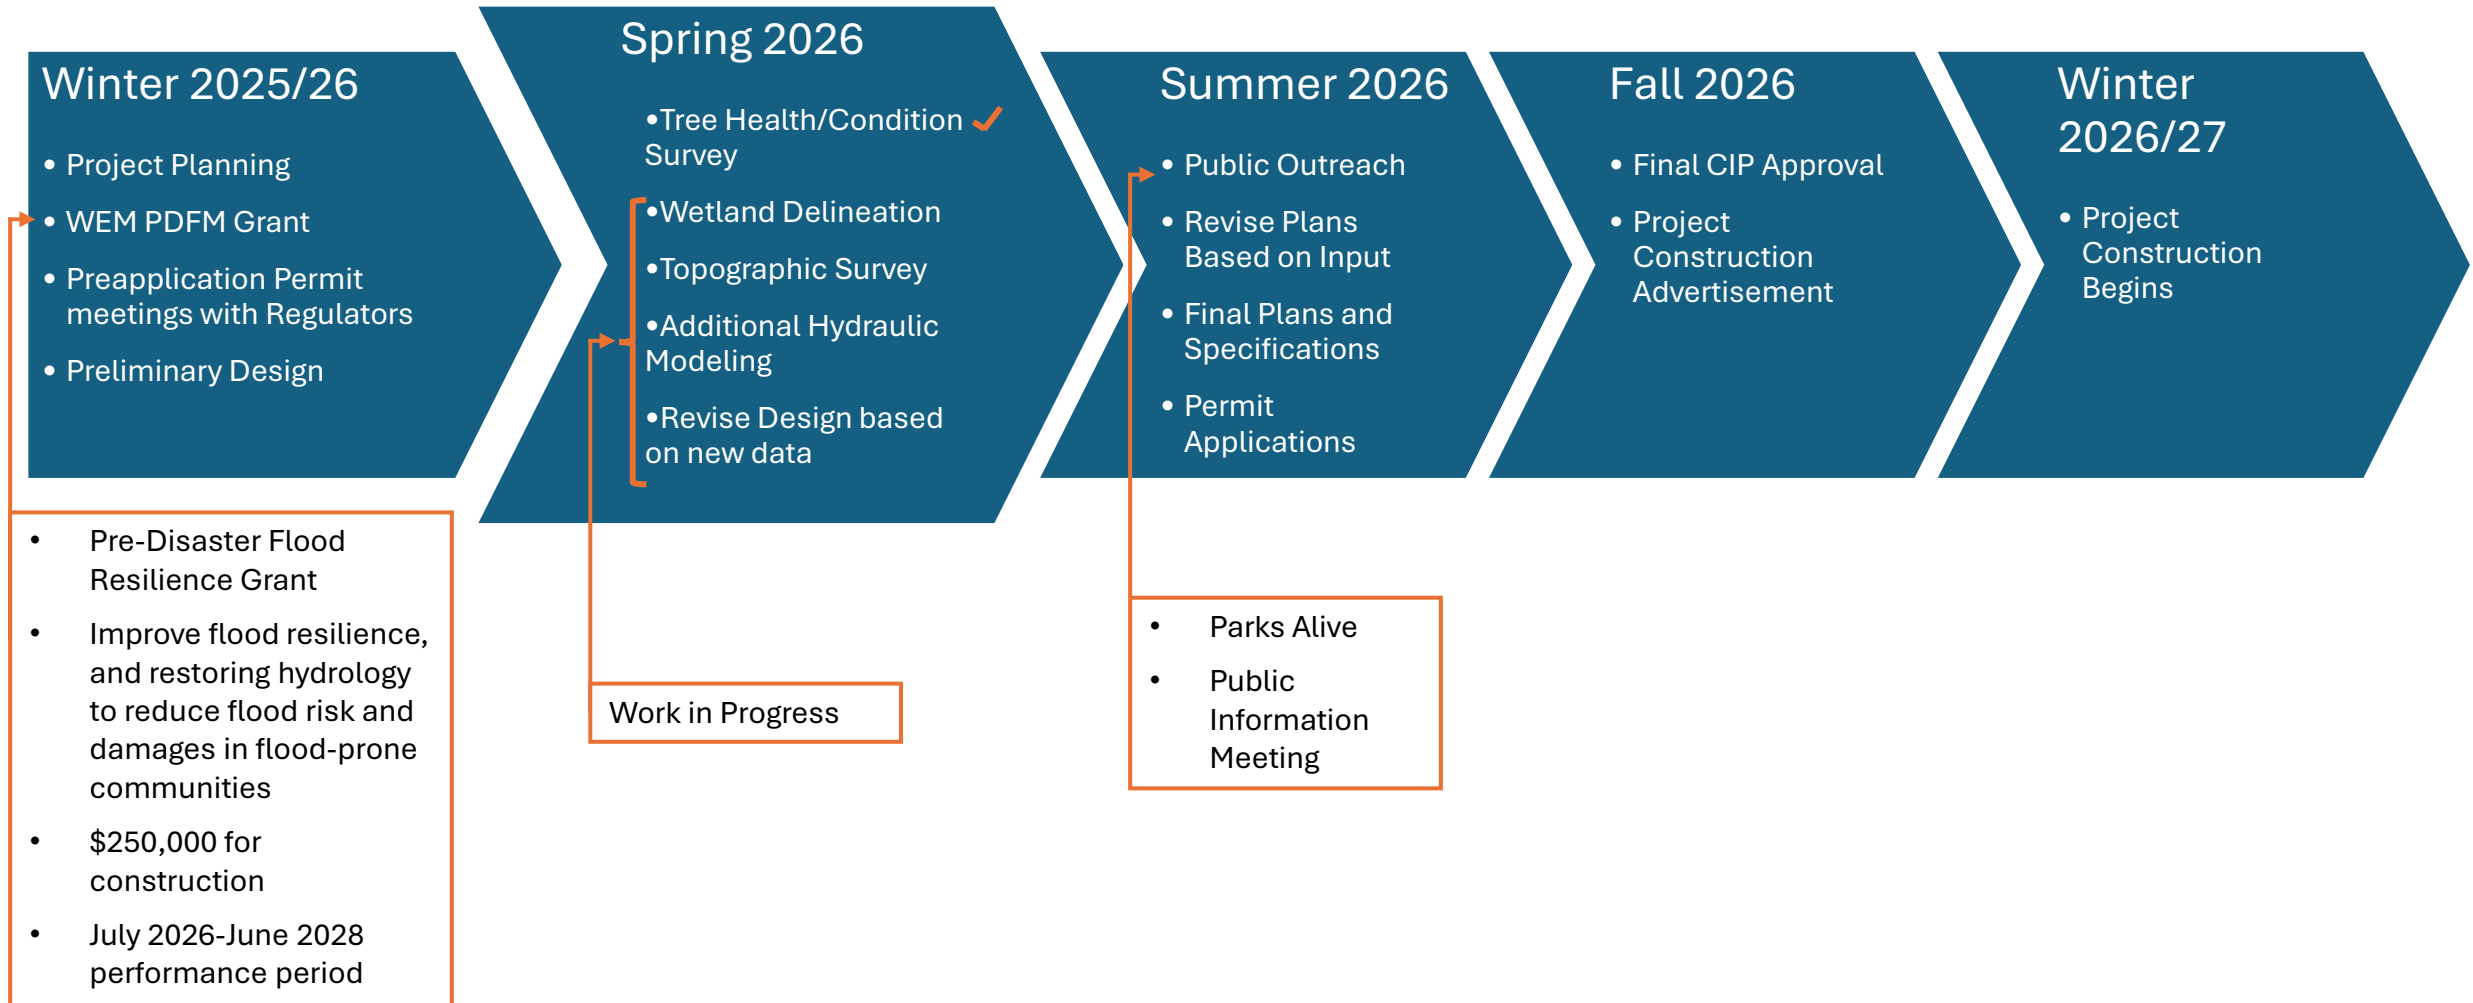 Winter 2025/26
• Project Planning
• WEM PDFM Grant
• Preapplication Permit
meetings with Regulators
• Preliminary Design
Spring 2026
•Tree Health/Condition
Survey
•Wetland Delineation
•Topographic Survey
•Additional Hydraulic
Modeling
•Revise Design based
on new data
Summer 2026
• Public Outreach
• Revise Plans
Based on Input
• Final Plans and
Specifications
• Permit
Applications
Fall 2026
• Final CIP Approval
• Project
Construction
Advertisement
Winter
2026/27
• Project
Construction
Begins
• Pre-Disaster Flood
Resilience Grant
• Improve flood resilience,
and restoring hydrology
to reduce flood risk and
damages in flood-prone
communities
• $250,000 for
construction
• July 2026-June 2028
performance period
Work in Progress
• Parks Alive
• Public
Information
Meeting